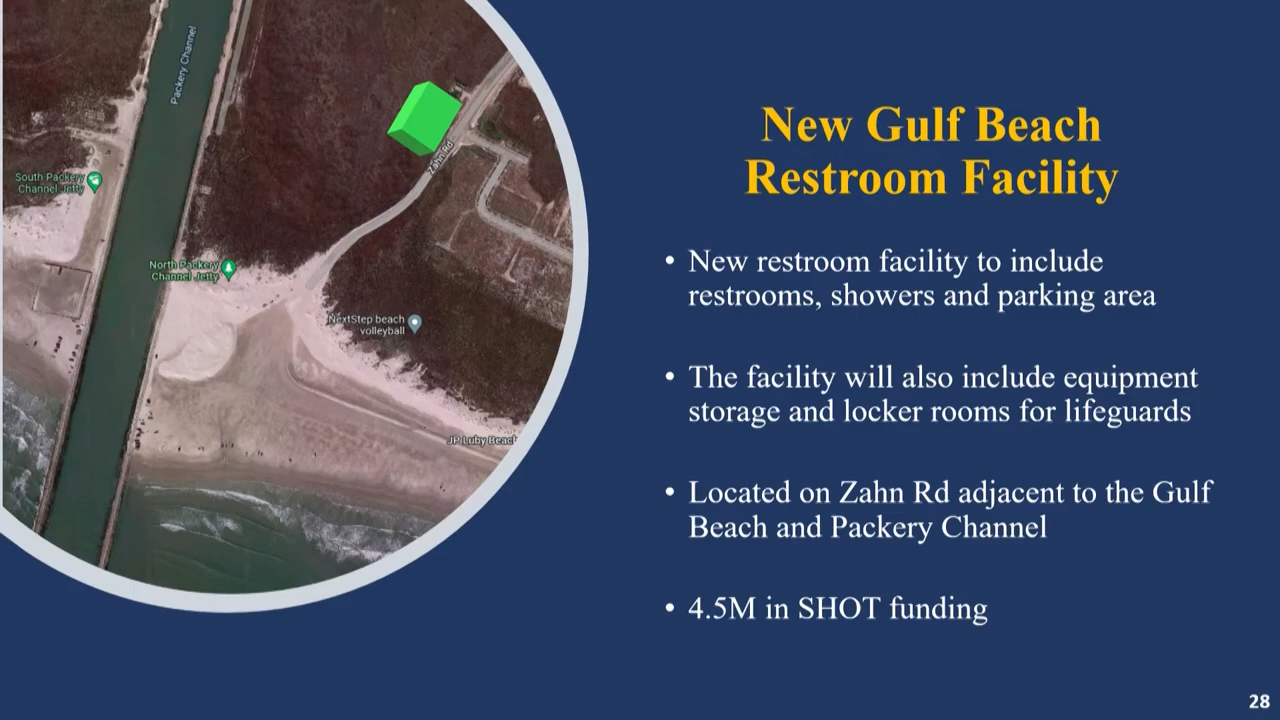 Packery Channel
South Packery
Channel Jetty
Zahn Rd
North Packery
Channel Jetty
NextStep beach
volleyball
JP Luby Beach
New Gulf Beach
Restroom Facility
• New restroom facility to include
restrooms, showers and parking area
• The facility will also include equipment
storage and locker rooms for lifeguards
• Located on Zahn Rd adjacent to the Gulf
Beach and Packery Channel
• 4.5M in SHOT funding
28